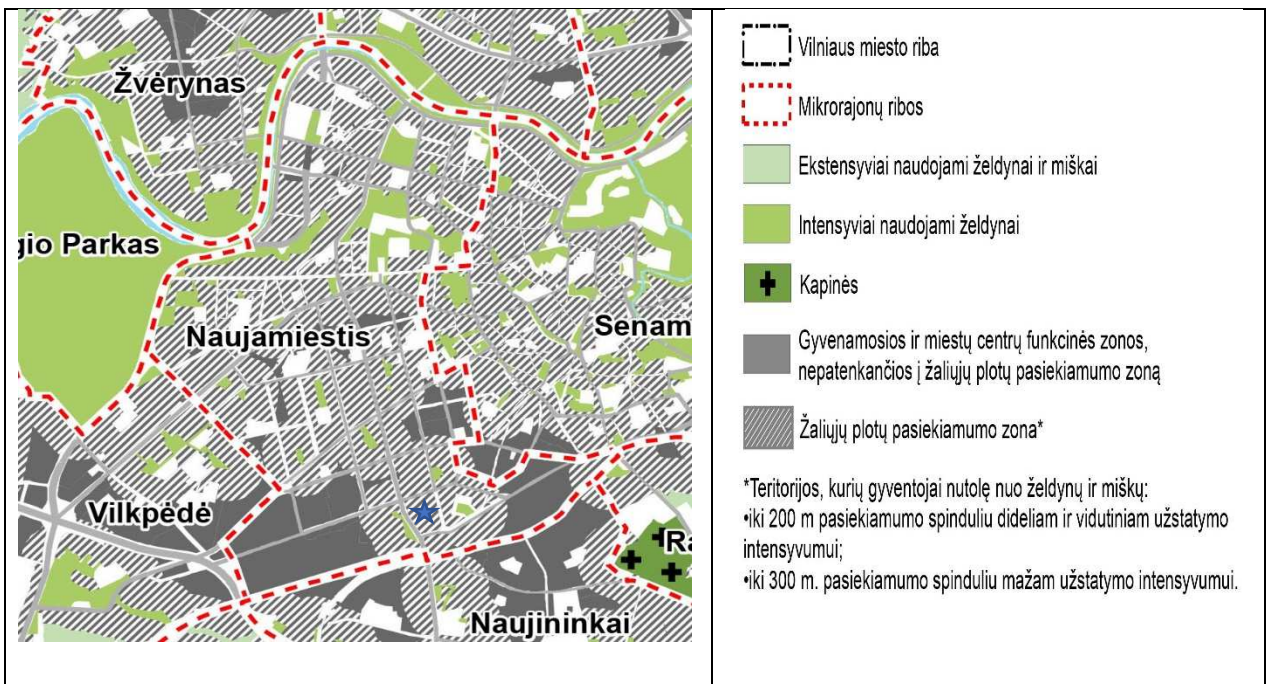 Žvėrynas
gio Parkas
Naujamiestis
Senam
Vilkpėdė
Ra
Naujininkai
Vilniaus miesto riba
Mikrorajonų ribos
Ekstensyviai naudojami želdynai ir miškai
Intensyviai naudojami želdynai
Kapinės
Gyvenamosios ir miestų centrų funkcinės zonos,
nepatenkančios į žaliųjų plotų pasiekiamumo zoną
Žaliųjų plotų pasiekiamumo zona*
*Teritorijos, kurių gyventojai nutolę nuo želdynų ir miškų:
•iki 200 m pasiekiamumo spinduliu dideliam ir vidutiniam užstatymo
intensyvumui;
•iki 300 m. pasiekiamumo spinduliu mažam užstatymo intensyvumui.